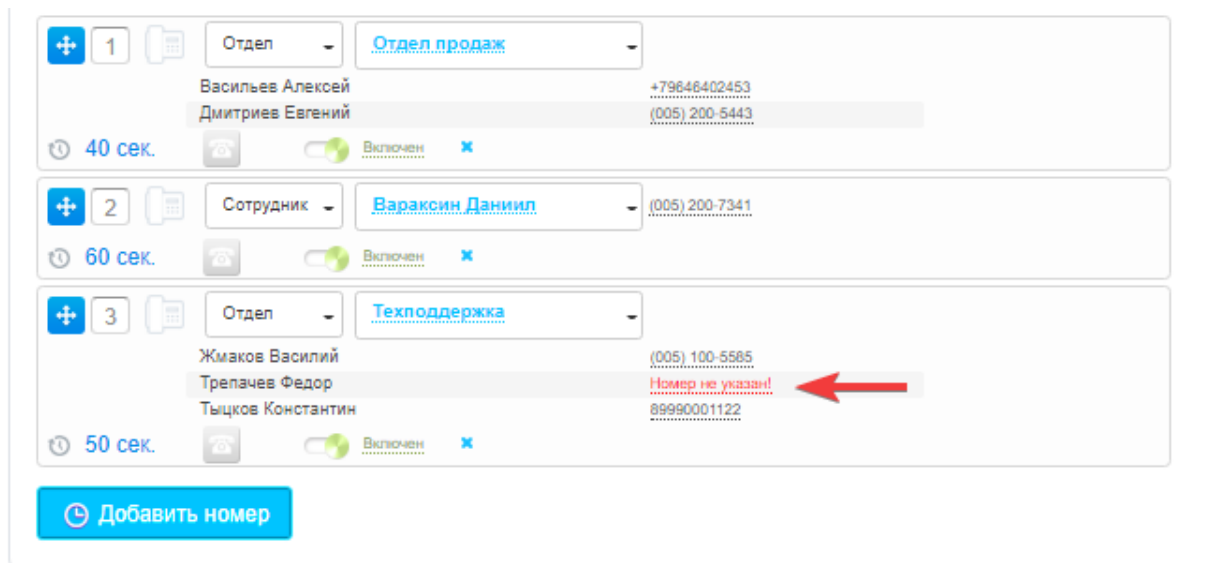 1 Отдел Отдел продаж
Васильев Алексей +79646402453
Дмитриев Евгений (005) 200-5443
40 сек. Включен
2 Сотрудник Вараксин Даниил (005) 200-7341
60 сек. Включен
3 Отдел Техподдержка
Жмаков Василий (005) 100-5585
Трепачев Федор Номер не указан!
Тыцков Константин 89990001122
50 сек. Включен
Добавить номер